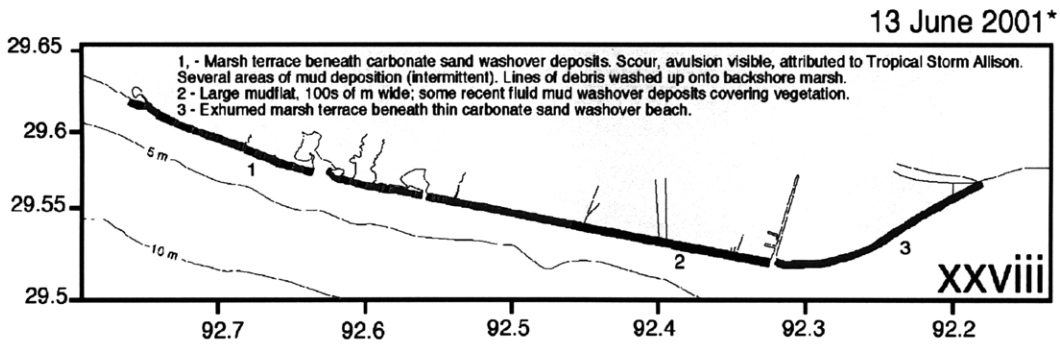 13 June 2001*
29.65
1, - Marsh terrace beneath carbonate sand washover deposits. Scour, avulsion visible, attributed to Tropical Storm Allison.
Several areas of mud deposition (intermittent). Lines of debris washed up onto backshore marsh.
2 - Large mudflat, 100s of m wide; some recent fluid mud washover deposits covering vegetation.
3 - Exhumed marsh terrace beneath thin carbonate sand washover beach.
29.6
5 m
1
29.55
10 m
2
3
xxviii
29.5
92.7 92.6 92.5 92.4 92.3 92.2